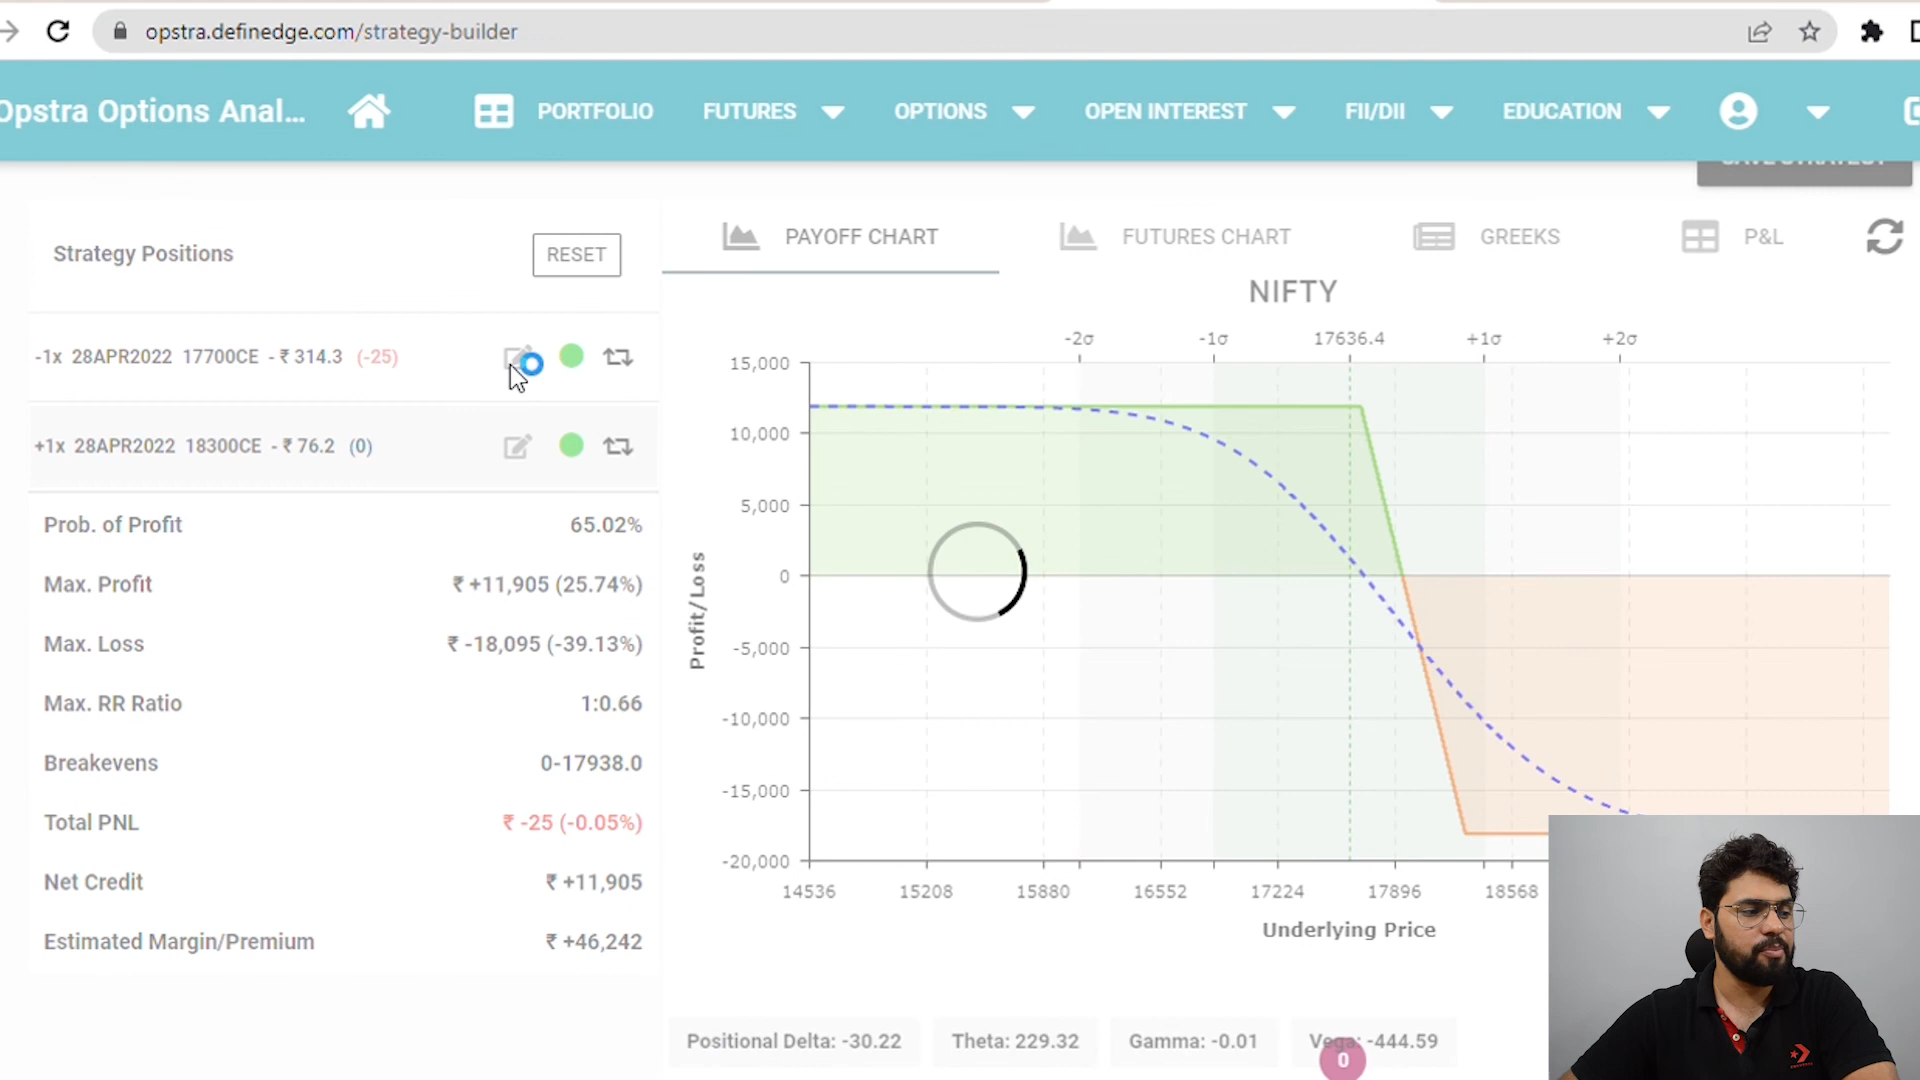 opstra.definedge.com/strategy-builder
Opstra Options Anal...
PORTFOLIO
FUTURES
OPTIONS
OPEN INTEREST
FII/DII
EDUCATION
SAVE STRATEGY
Strategy Positions
RESET
PAYOFF CHART
FUTURES CHART
GREEKS
P&L
-1x 28APR2022 17700CE - ₹ 314.3 (-25)
+1x 28APR2022 18300CE - ₹ 76.2 (0)
Prob. of Profit 65.02%
Max. Profit ₹ +11,905 (25.74%)
Max. Loss ₹ -18,095 (-39.13%)
Max. RR Ratio 1:0.66
Breakevens 0-17938.0
Total PNL ₹ -25 (-0.05%)
Net Credit ₹ +11,905
Estimated Margin/Premium ₹ +46,242
NIFTY
-2σ -1σ 17636.4 +1σ +2σ
15,000
10,000
5,000
0
-5,000
-10,000
-15,000
-20,000
Profit/Loss
14536 15208 15880 16552 17224 17896 18568
Underlying Price
Positional Delta: -30.22
Theta: 229.32
Gamma: -0.01
Vega: -444.59
0